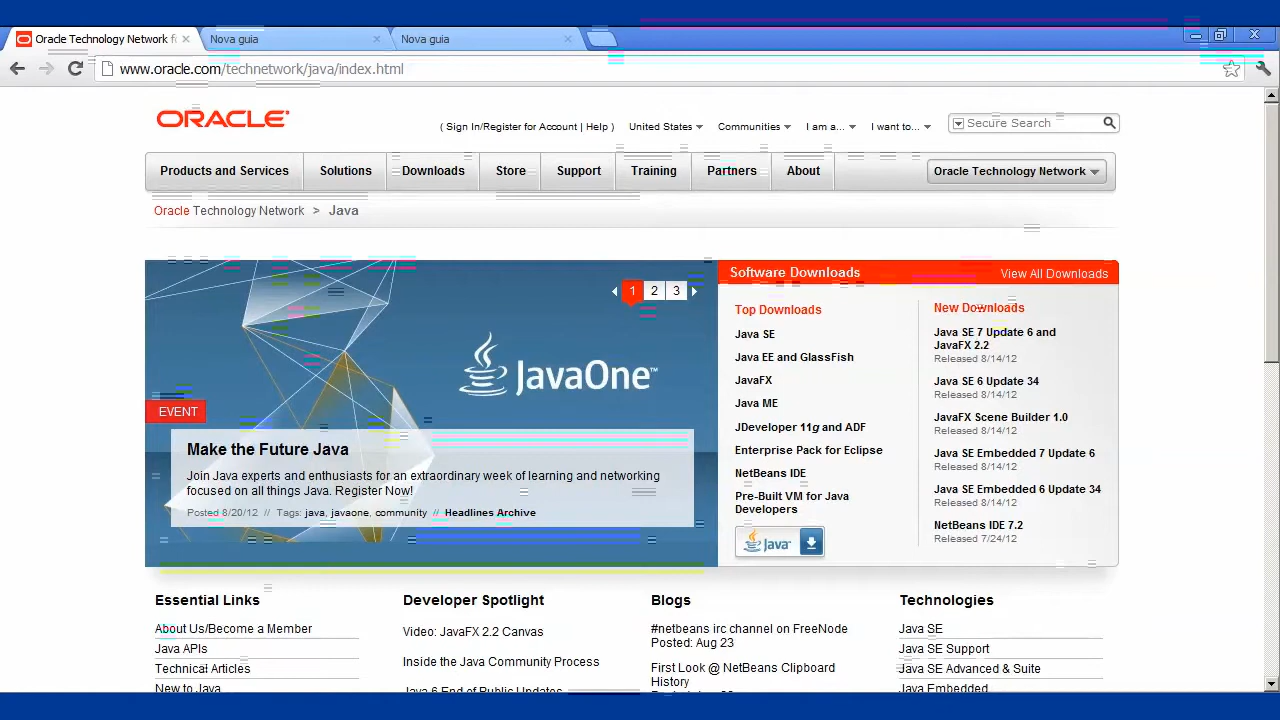 Oracle Technology Network fo
Nova guia
Nova guia
www.oracle.com/technetwork/java/index.html
ORACLE
( Sign In/Register for Account | Help )
United States
Communities
I am a...
I want to...
Secure Search
Products and Services
Solutions
Downloads
Store
Support
Training
Partners
About
Oracle Technology Network
Oracle Technology Network > Java
1 2 3
JavaOne™
EVENT
Make the Future Java
Join Java experts and enthusiasts for an extraordinary week of learning and networking
focused on all things Java. Register Now!
Posted 8/20/12 // Tags: java, javaone, community // Headlines Archive
Software Downloads
View All Downloads
Top Downloads
Java SE
Java EE and GlassFish
JavaFX
Java ME
JDeveloper 11g and ADF
Enterprise Pack for Eclipse
NetBeans IDE
Pre-Built VM for Java
Developers
Java
New Downloads
Java SE 7 Update 6 and
JavaFX 2.2
Released 8/14/12
Java SE 6 Update 34
Released 8/14/12
JavaFX Scene Builder 1.0
Released 8/14/12
Java SE Embedded 7 Update 6
Released 8/14/12
Java SE Embedded 6 Update 34
Released 8/14/12
NetBeans IDE 7.2
Released 7/24/12
Essential Links
About Us/Become a Member
Java APIs
Technical Articles
New to Java
Developer Spotlight
Video: JavaFX 2.2 Canvas
Inside the Java Community Process
Java 6 End of Public Updates
Blogs
#netbeans irc channel on FreeNode
Posted: Aug 23
First Look @ NetBeans Clipboard
History
Technologies
Java SE
Java SE Support
Java SE Advanced & Suite
Java Embedded